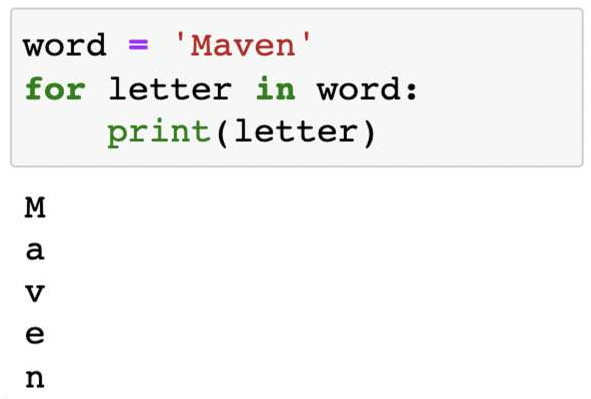 word = 'Maven'
for letter in word:
    print(letter)
M
a
v
e
n